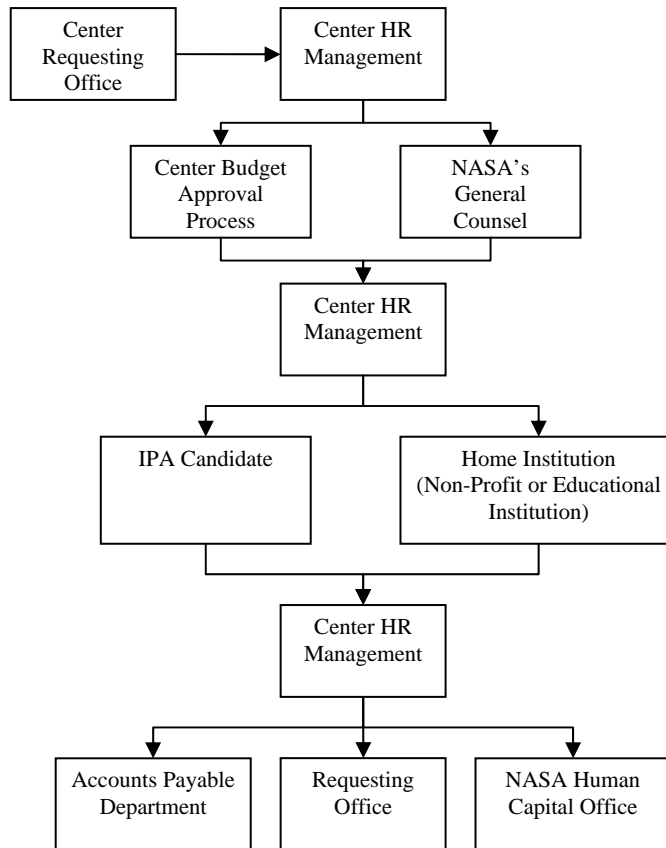 Center
Requesting
Office
Center HR
Management
Center Budget
Approval
Process
NASA’s
General
Counsel
Center HR
Management
IPA Candidate
Home Institution
(Non-Profit or Educational
Institution)
Center HR
Management
Accounts Payable
Department
Requesting
Office
NASA Human
Capital Office